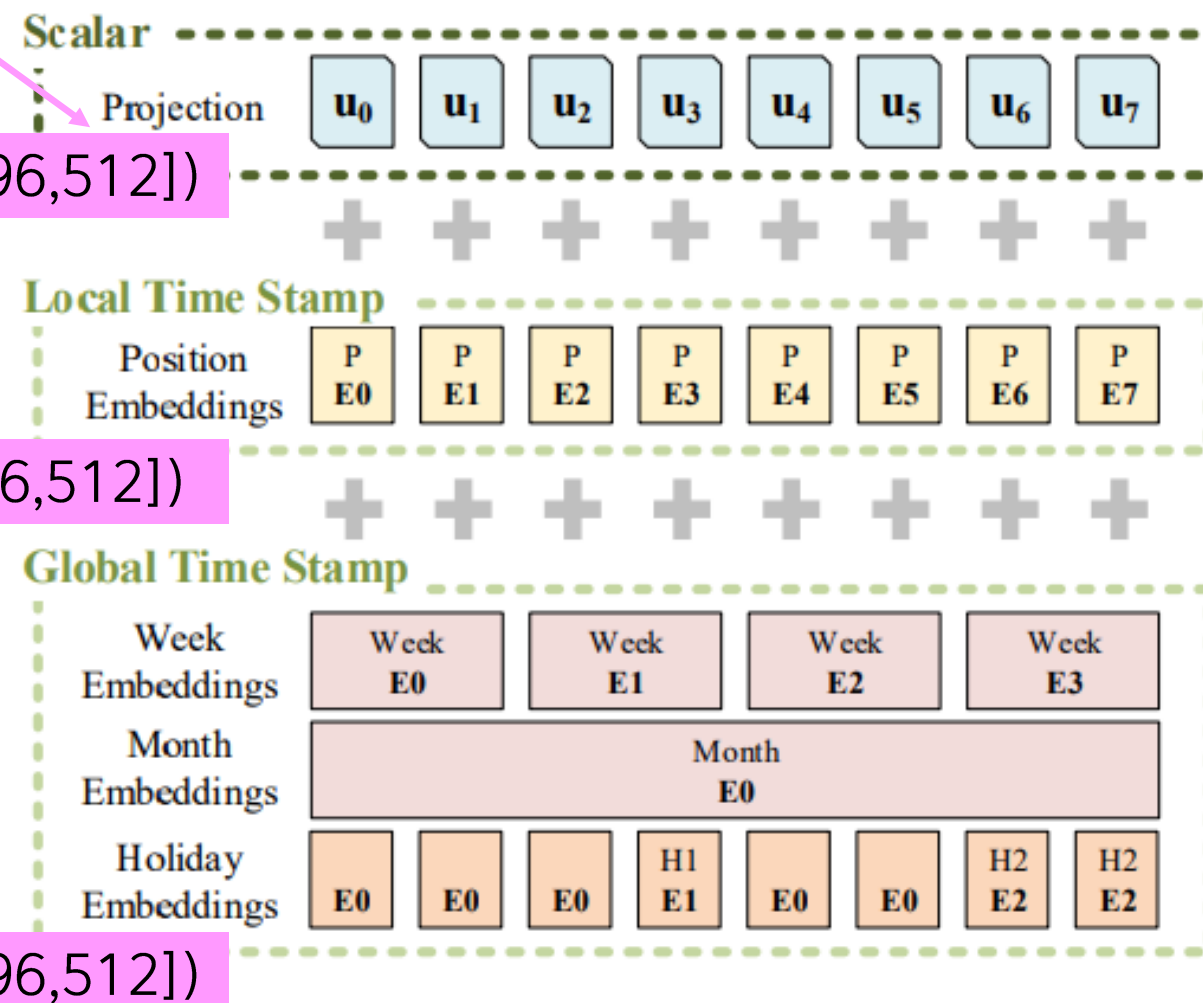 Scalar
Projection
u0 u1 u2 u3 u4 u5 u6 u7
96,512])
Local Time Stamp
Position
Embeddings
P P P P P P P P
E0 E1 E2 E3 E4 E5 E6 E7
6,512])
Global Time Stamp
Week
Embeddings
Week Week Week Week
E0 E1 E2 E3
Month
Embeddings
Month
E0
Holiday
Embeddings
H1 H2 H2
E0 E0 E0 E1 E0 E0 E2 E2
96,512])